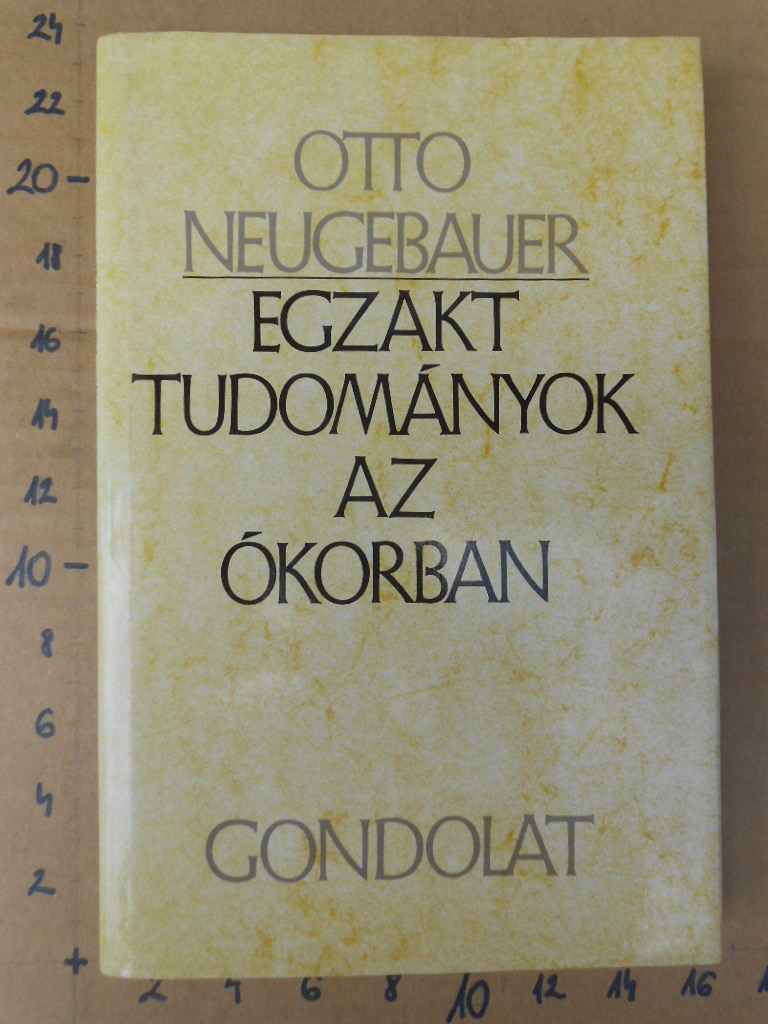 OTTO
NEUGEBAUER
EGZAKT
TUDOMÁNYOK
AZ
ÓKORBAN
GONDOLAT
24
22
20
18
16
14
12
10
8
6
4
2
+
2 4 6 8 10 12 14 16